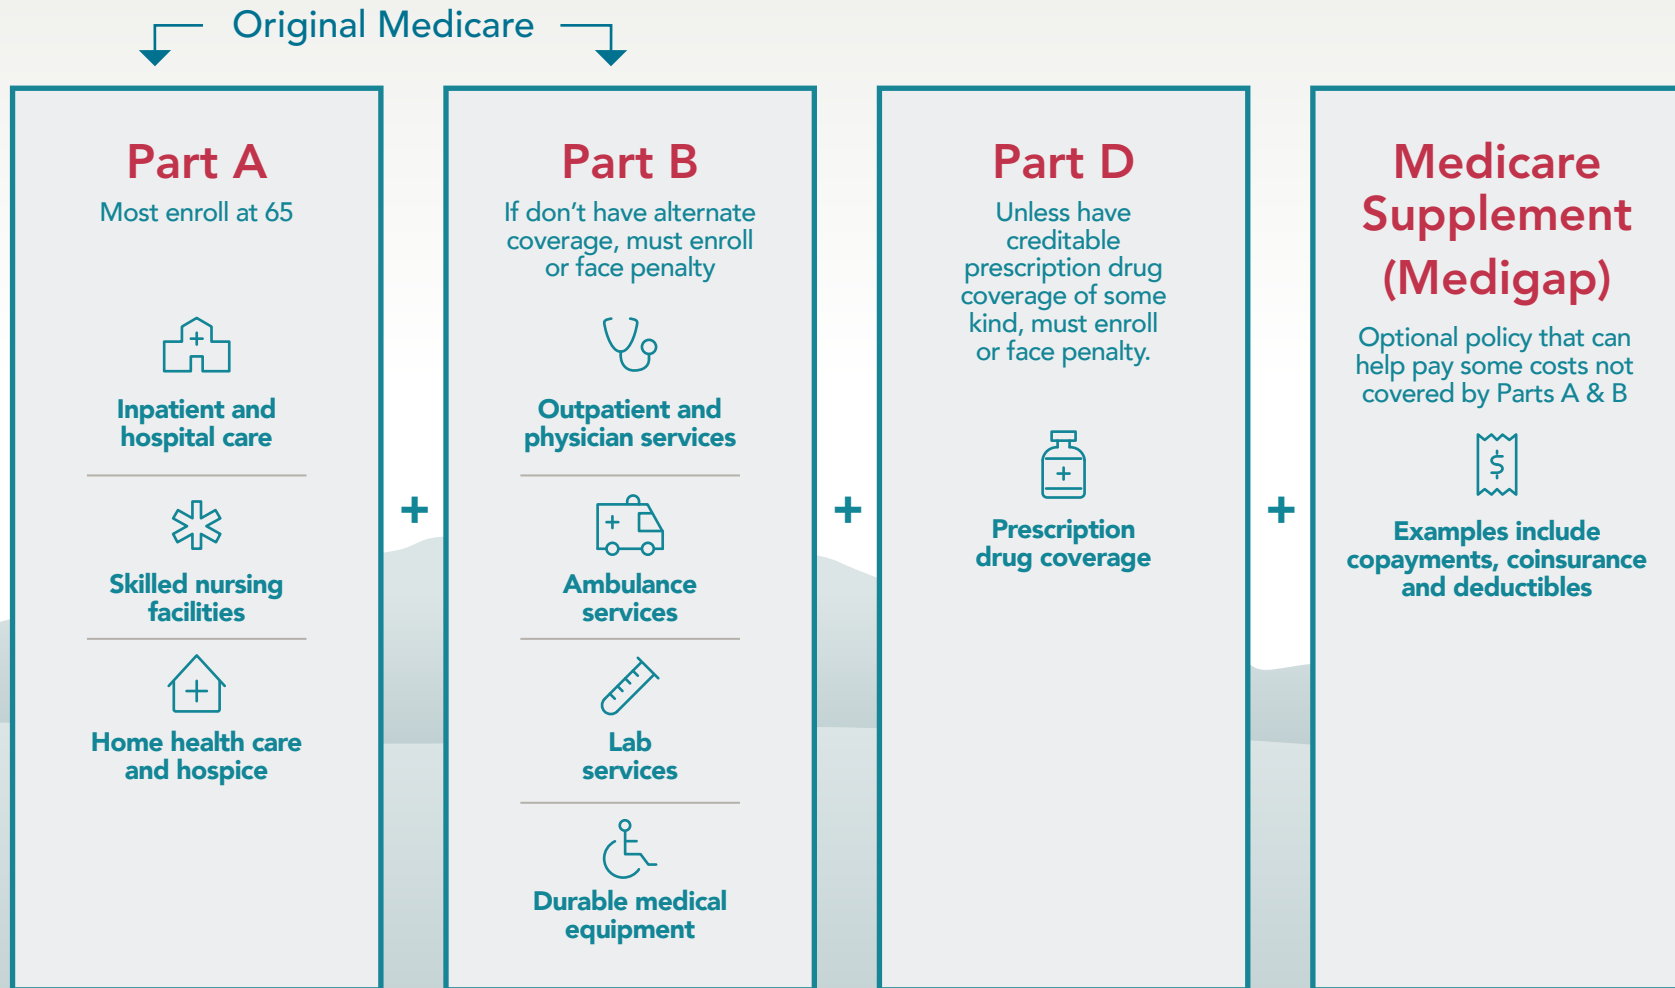 Original Medicare
Part A
Most enroll at 65
Inpatient and
hospital care
Skilled nursing
facilities
Home health care
and hospice
+
Part B
If don’t have alternate
coverage, must enroll
or face penalty
Outpatient and
physician services
Ambulance
services
Lab
services
Durable medical
equipment
+
Part D
Unless have
creditable
prescription drug
coverage of some
kind, must enroll
or face penalty.
Prescription
drug coverage
+
Medicare
Supplement
(Medigap)
Optional policy that can
help pay some costs not
covered by Parts A & B
$
Examples include
copayments, coinsurance
and deductibles